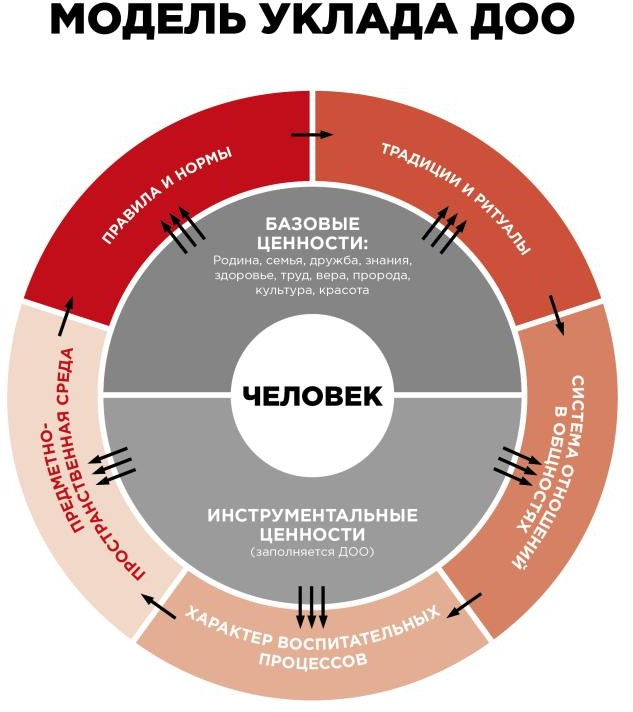 МОДЕЛЬ УКЛАДА ДОО
ПРАВИЛА И НОРМЫ
ТРАДИЦИИ И РИТУАЛЫ
БАЗОВЫЕ
ЦЕННОСТИ:
Родина, семья, дружба, знания,
здоровье, труд, вера, пророда,
культура, красота
ЧЕЛОВЕК
СИСТЕМА ОТНОШЕНИЙ
В ОБЩНОСТЯХ
ПРЕДМЕТНО-
ПРОСТРАНСТВЕННАЯ СРЕДА
ИНСТРУМЕНТАЛЬНЫЕ
ЦЕННОСТИ
(заполняется ДОО)
ХАРАКТЕР ВОСПИТАТЕЛЬНЫХ
ПРОЦЕССОВ